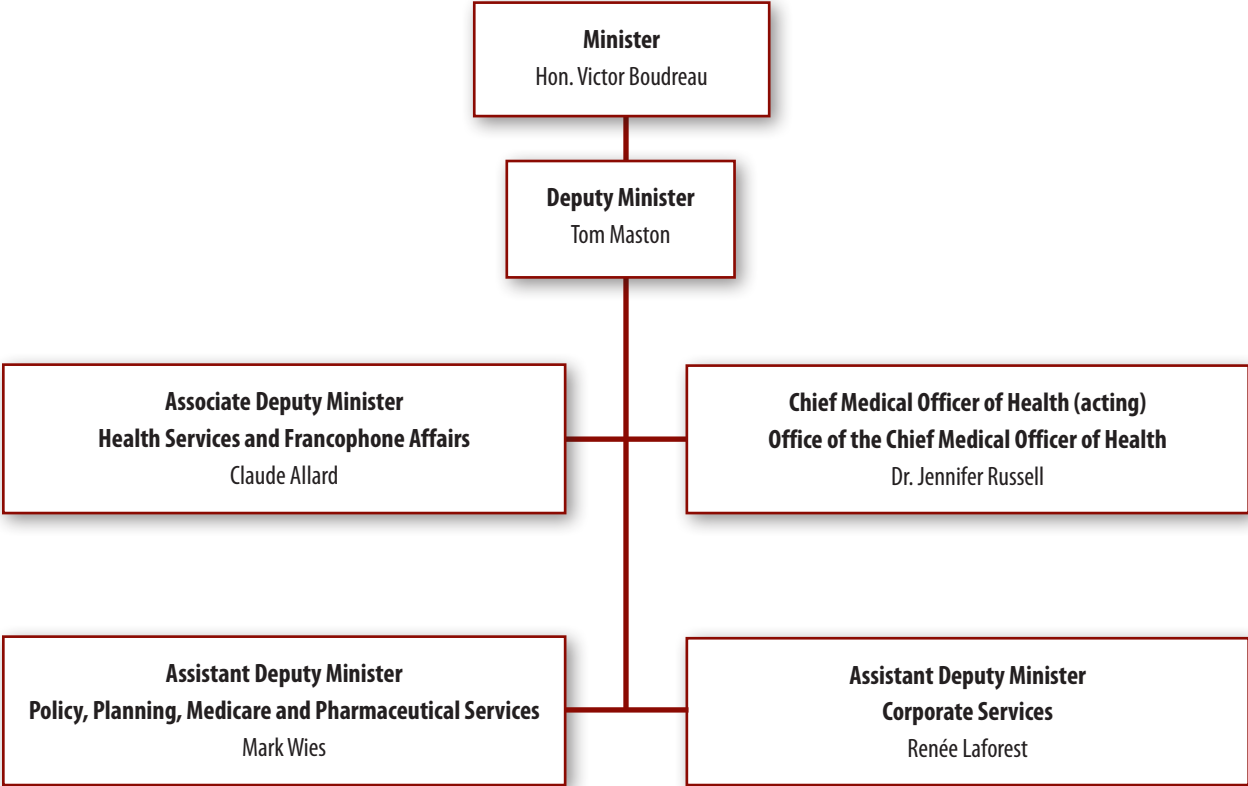 Minister
Hon. Victor Boudreau
Deputy Minister
Tom Maston
Associate Deputy Minister
Health Services and Francophone Affairs
Claude Allard
Chief Medical Officer of Health (acting)
Office of the Chief Medical Officer of Health
Dr. Jennifer Russell
Assistant Deputy Minister
Policy, Planning, Medicare and Pharmaceutical Services
Mark Wies
Assistant Deputy Minister
Corporate Services
Renée Laforest